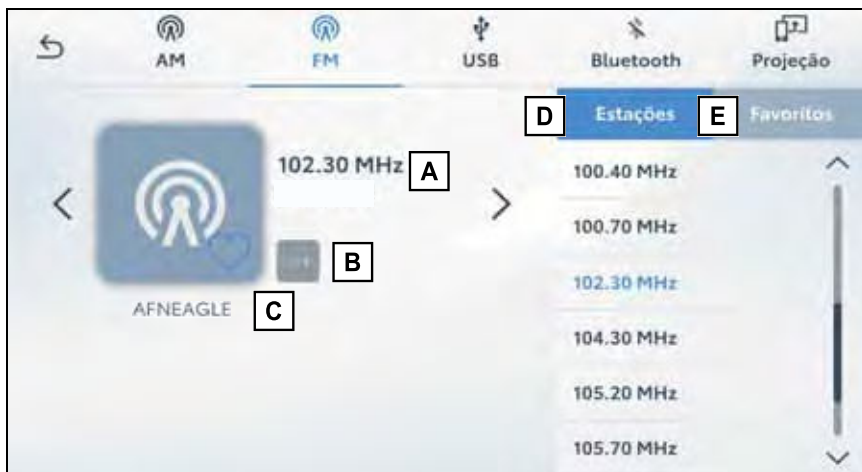 AM
FM
USB
Bluetooth
Projeção
D
Estações
E
Favoritos
102.30 MHz
A
B
AFNEAGLE
C
100.40 MHz
100.70 MHz
102.30 MHz
104.30 MHz
105.20 MHz
105.70 MHz